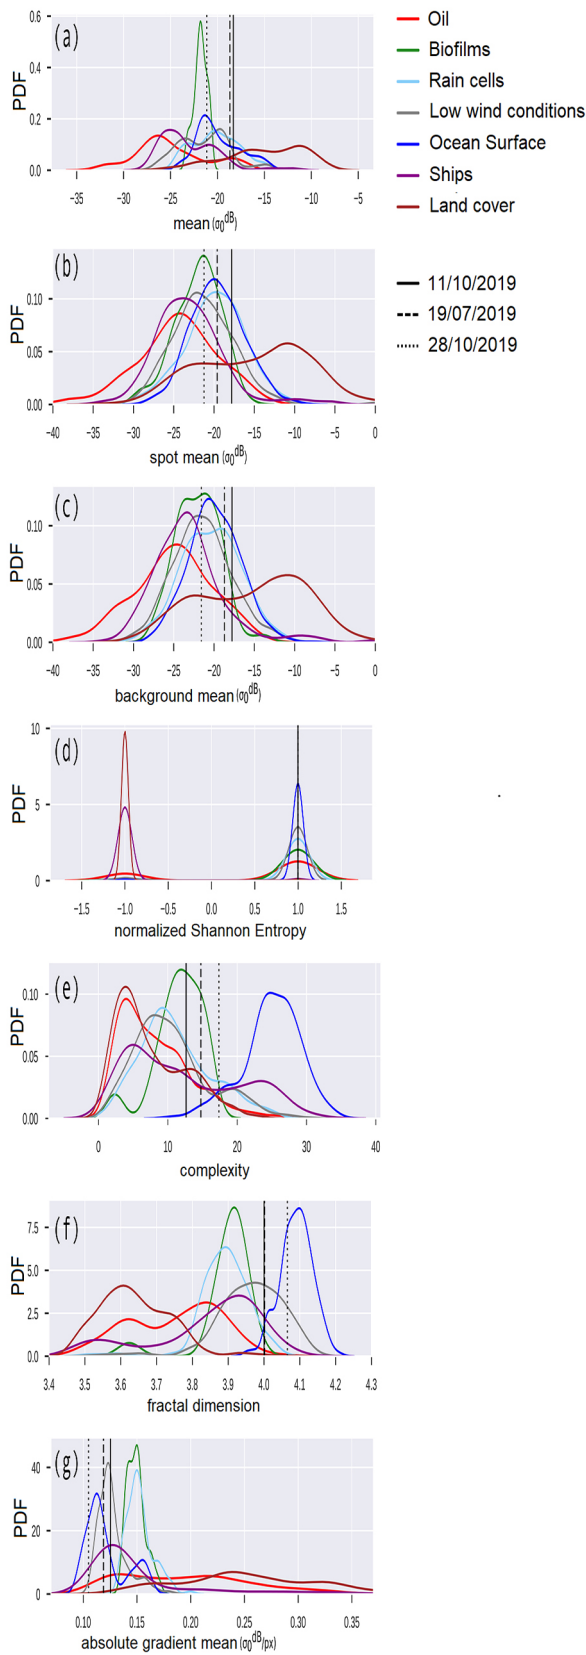 (a)
PDF
0.6
0.4
0.2
0.0
−35 −30 −25 −20 −15 −10 −5
mean (σ0dB)
Oil
Biofilms
Rain cells
Low wind conditions
Ocean Surface
Ships
Land cover
11/10/2019
19/07/2019
28/10/2019
(b)
PDF
0.10
0.05
0.00
−40 −35 −30 −25 −20 −15 −10 −5 0
spot mean (σ0dB)
(c)
PDF
0.10
0.05
0.00
−40 −35 −30 −25 −20 −15 −10 −5 0
background mean (σ0dB)
(d)
PDF
10
5
0
−1.5 −1.0 −0.5 0.0 0.5 1.0 1.5
normalized Shannon Entropy
(e)
PDF
0.10
0.05
0.00
0 10 20 30 40
complexity
(f)
PDF
7.5
5.0
2.5
0.0
3.4 3.5 3.6 3.7 3.8 3.9 4.0 4.1 4.2 4.3
fractal dimension
(g)
PDF
40
20
0
0.10 0.15 0.20 0.25 0.30 0.35
absolute gradient mean (σ0dB/px)